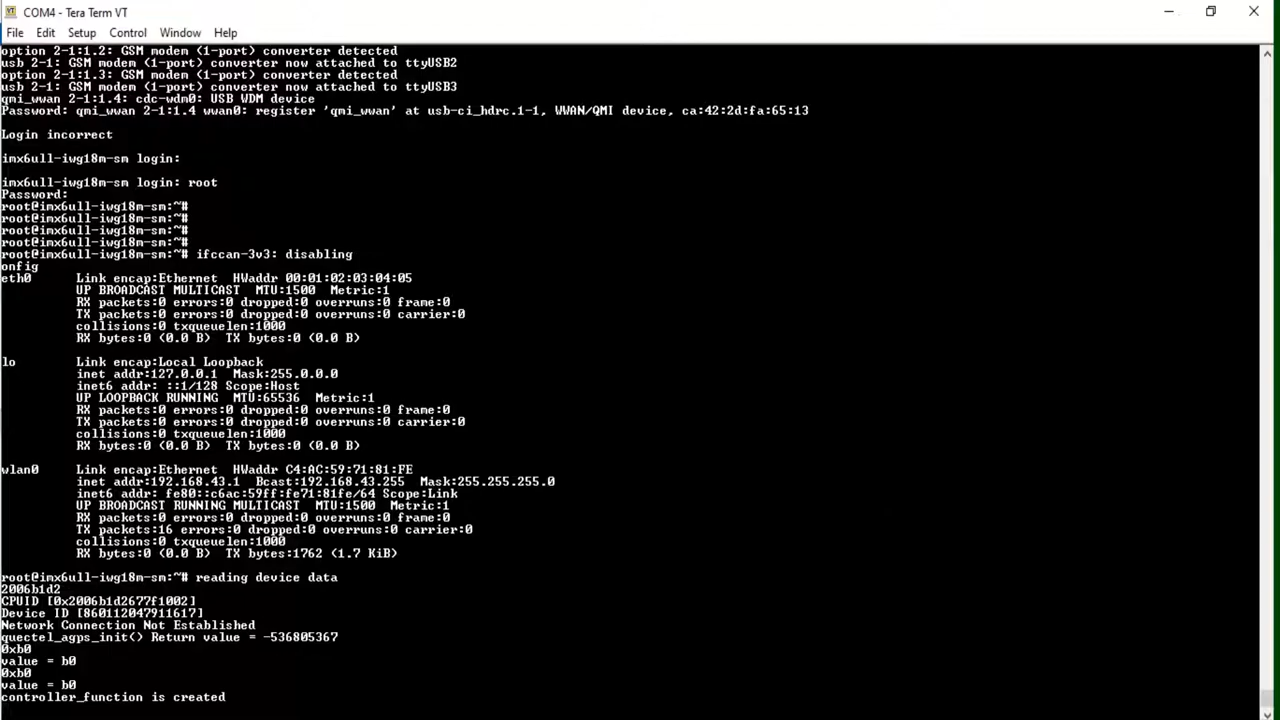 COM4 - Tera Term VT
File Edit Setup Control Window Help
option 2-1:1.2: GSM modem (1-port) converter detected
usb 2-1: GSM modem (1-port) converter now attached to ttyUSB2
option 2-1:1.3: GSM modem (1-port) converter detected
usb 2-1: GSM modem (1-port) converter now attached to ttyUSB3
qmi_wwan 2-1:1.4: cdc-wdm0: USB WDM device
Password: qmi_wwan 2-1:1.4 wwan0: register 'qmi_wwan' at usb-ci_hdrc.1-1, WWAN/QMI device, ca:42:2d:fa:65:13
Login incorrect
imx6ull-iwg18m-sm login:
imx6ull-iwg18m-sm login: root
Password:
root@imx6ull-iwg18m-sm:~#
root@imx6ull-iwg18m-sm:~#
root@imx6ull-iwg18m-sm:~#
root@imx6ull-iwg18m-sm:~#
root@imx6ull-iwg18m-sm:~# ifccan-3v3: disabling
onfig
eth0 Link encap:Ethernet HWaddr 00:01:02:03:04:05
UP BROADCAST MULTICAST MTU:1500 Metric:1
RX packets:0 errors:0 dropped:0 overruns:0 frame:0
TX packets:0 errors:0 dropped:0 overruns:0 carrier:0
collisions:0 txqueuelen:1000
RX bytes:0 (0.0 B) TX bytes:0 (0.0 B)
lo Link encap:Local Loopback
inet addr:127.0.0.1 Mask:255.0.0.0
inet6 addr: ::1/128 Scope:Host
UP LOOPBACK RUNNING MTU:65536 Metric:1
RX packets:0 errors:0 dropped:0 overruns:0 frame:0
TX packets:0 errors:0 dropped:0 overruns:0 carrier:0
collisions:0 txqueuelen:1000
RX bytes:0 (0.0 B) TX bytes:0 (0.0 B)
wlan0 Link encap:Ethernet HWaddr C4:AC:59:71:81:FE
inet addr:192.168.43.1 Bcast:192.168.43.255 Mask:255.255.255.0
inet6 addr: fe80::c6ac:59ff:fe71:81fe/64 Scope:Link
UP BROADCAST RUNNING MULTICAST MTU:1500 Metric:1
RX packets:0 errors:0 dropped:0 overruns:0 frame:0
TX packets:16 errors:0 dropped:0 overruns:0 carrier:0
collisions:0 txqueuelen:1000
RX bytes:0 (0.0 B) TX bytes:1762 (1.7 KiB)
root@imx6ull-iwg18m-sm:~# reading device data
2006b1d2
CPUID [0x2006b1d2677f1002]
Device ID [860112047911617]
Network Connection Not Established
quectel_agps_init() Return value = -536805367
0xb0
value = b0
0xb0
value = b0
controller_function is created